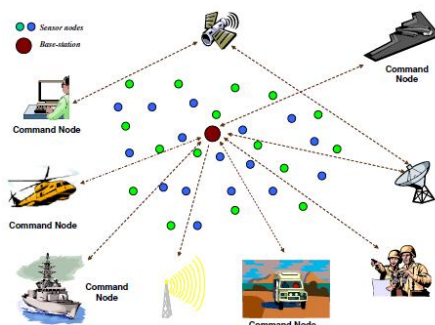 Sensor nodes
Base-station
Command
Node
Command Node
Command Node
Command
Node
Command Node